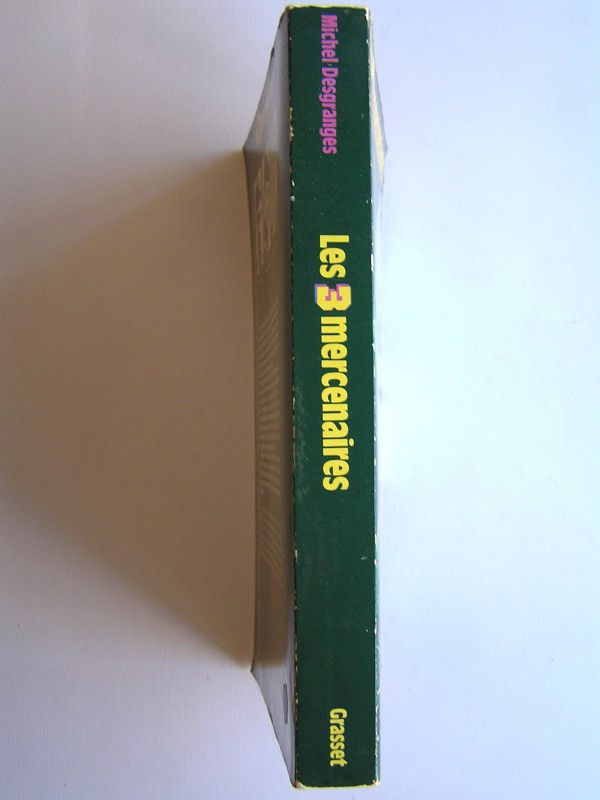 Michel Desgranges
Les 3 mercenaires
Grasset